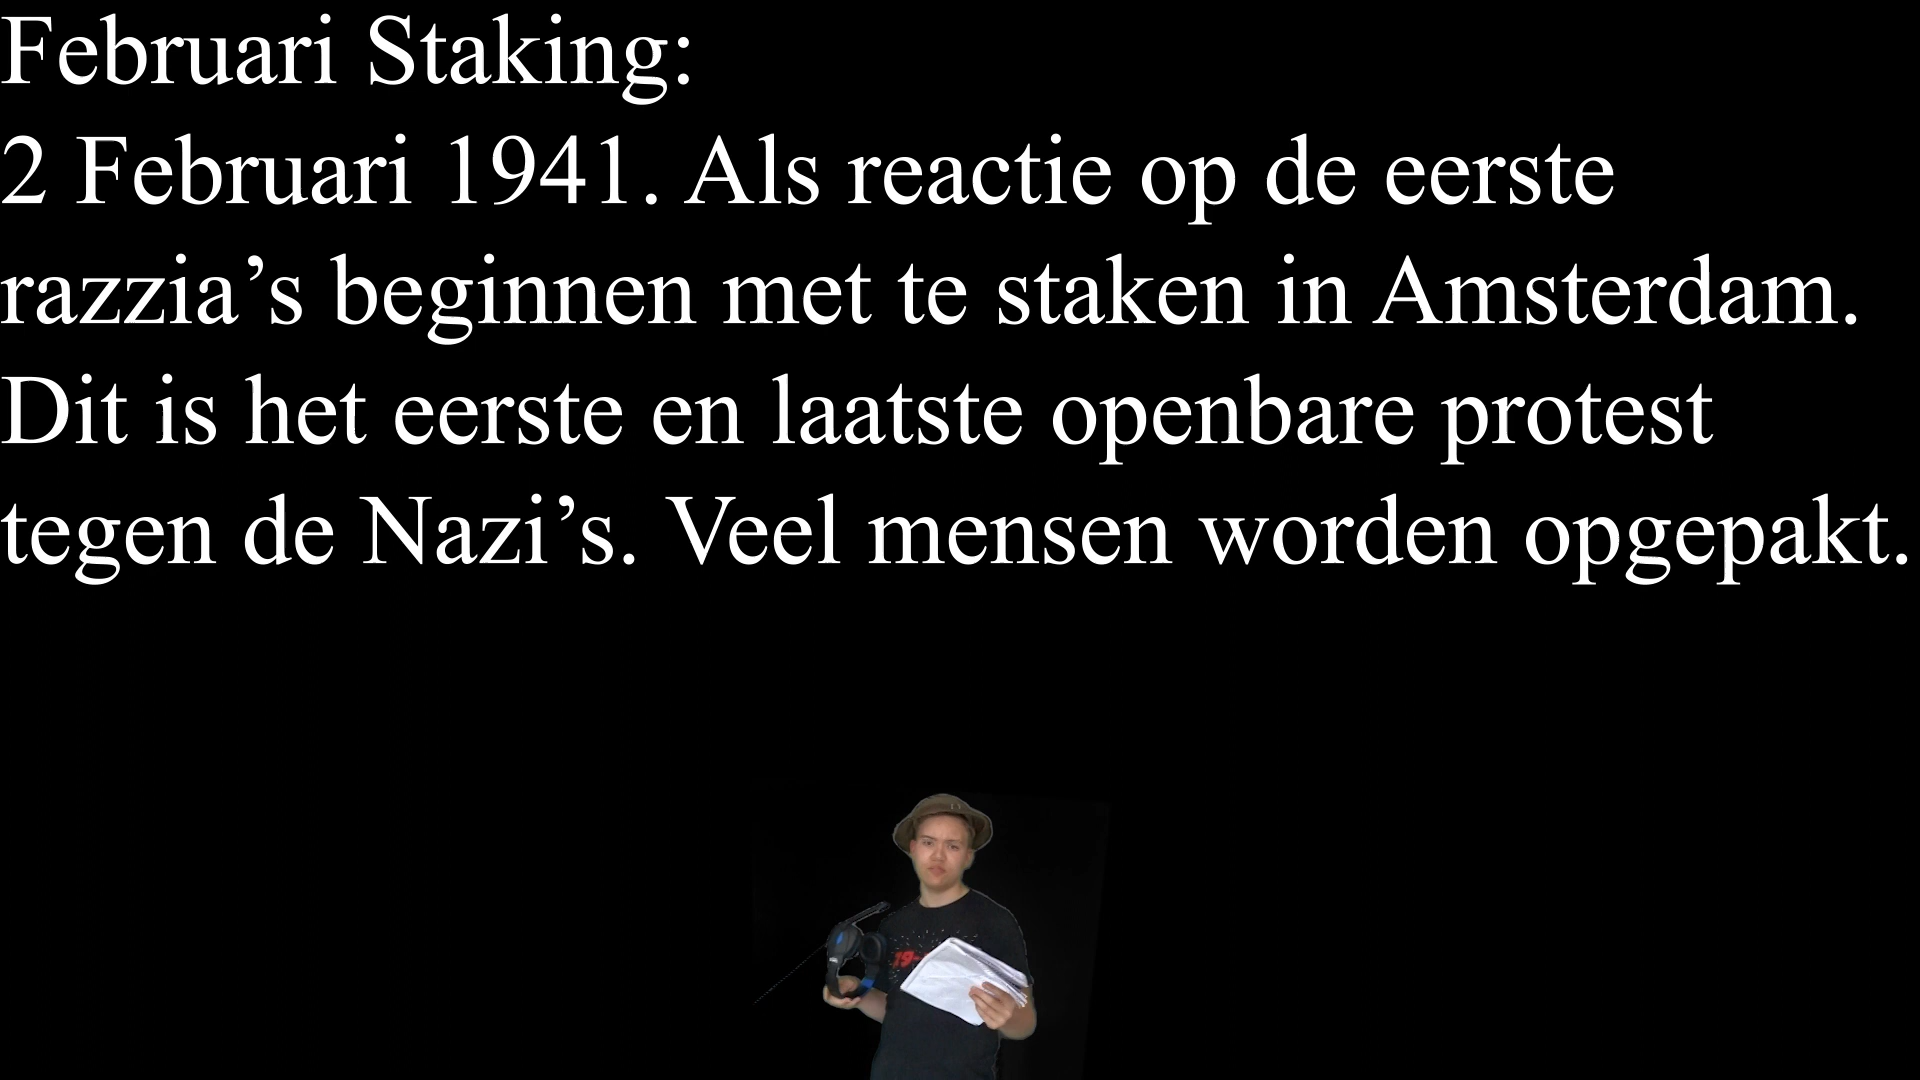 Februari Staking:
2 Februari 1941. Als reactie op de eerste
razzia’s beginnen met te staken in Amsterdam.
Dit is het eerste en laatste openbare protest
tegen de Nazi’s. Veel mensen worden opgepakt.
19-